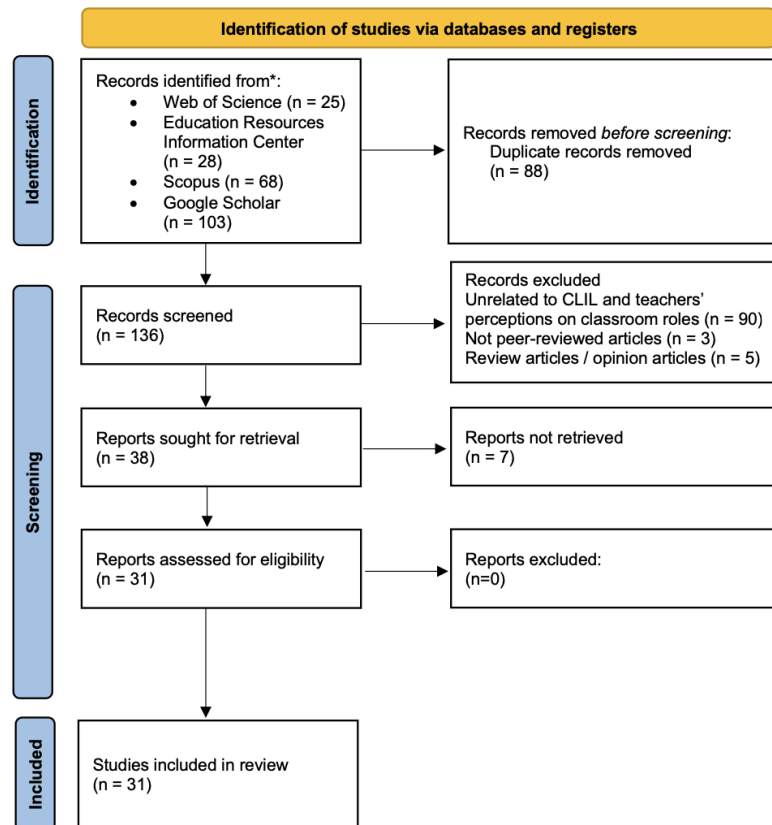 Identification of studies via databases and registers
Identification
Records identified from*:
• Web of Science (n = 25)
• Education Resources
Information Center
(n = 28)
• Scopus (n = 68)
• Google Scholar
(n = 103)
Records removed before screening:
Duplicate records removed
(n = 88)
Screening
Records screened
(n = 136)
Records excluded
Unrelated to CLIL and teachers’
perceptions on classroom roles (n = 90)
Not peer-reviewed articles (n = 3)
Review articles / opinion articles (n = 5)
Reports sought for retrieval
(n = 38)
Reports not retrieved
(n = 7)
Reports assessed for eligibility
(n = 31)
Reports excluded:
(n=0)
Included
Studies included in review
(n = 31)